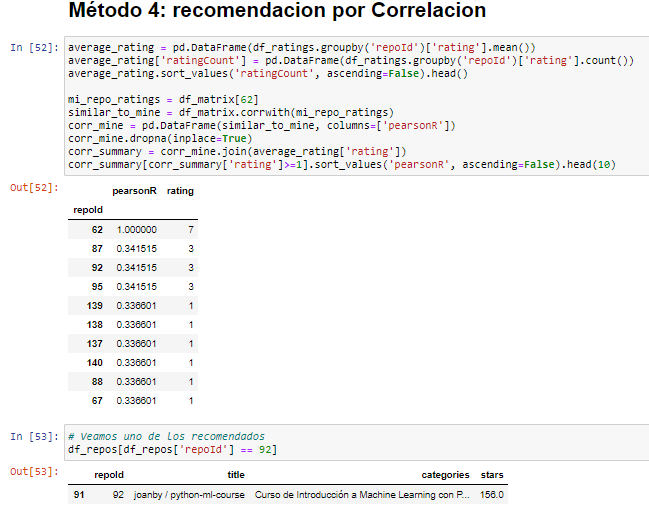 Método 4: recomendacion por Correlacion
In [52]: average_rating = pd.DataFrame(df_ratings.groupby('repoId')['rating'].mean())
average_rating['ratingCount'] = pd.DataFrame(df_ratings.groupby('repoId')['rating'].count())
average_rating.sort_values('ratingCount', ascending=False).head()
mi_repo_ratings = df_matrix[62]
similar_to_mine = df_matrix.corrwith(mi_repo_ratings)
corr_mine = pd.DataFrame(similar_to_mine, columns=['pearsonR'])
corr_mine.dropna(inplace=True)
corr_summary = corr_mine.join(average_rating['rating'])
corr_summary[corr_summary['rating']>=1].sort_values('pearsonR', ascending=False).head(10)
Out[52]:
pearsonR rating
repoId
62 1.000000 7
87 0.341515 3
92 0.341515 3
95 0.341515 3
139 0.336601 1
138 0.336601 1
137 0.336601 1
140 0.336601 1
88 0.336601 1
67 0.336601 1
In [53]: # Veamos uno de los recomendados
df_repos[df_repos['repoId'] == 92]
Out[53]:
repoId title categories stars
91 92 joanby / python-ml-course Curso de Introducción a Machine Learning con P... 156.0